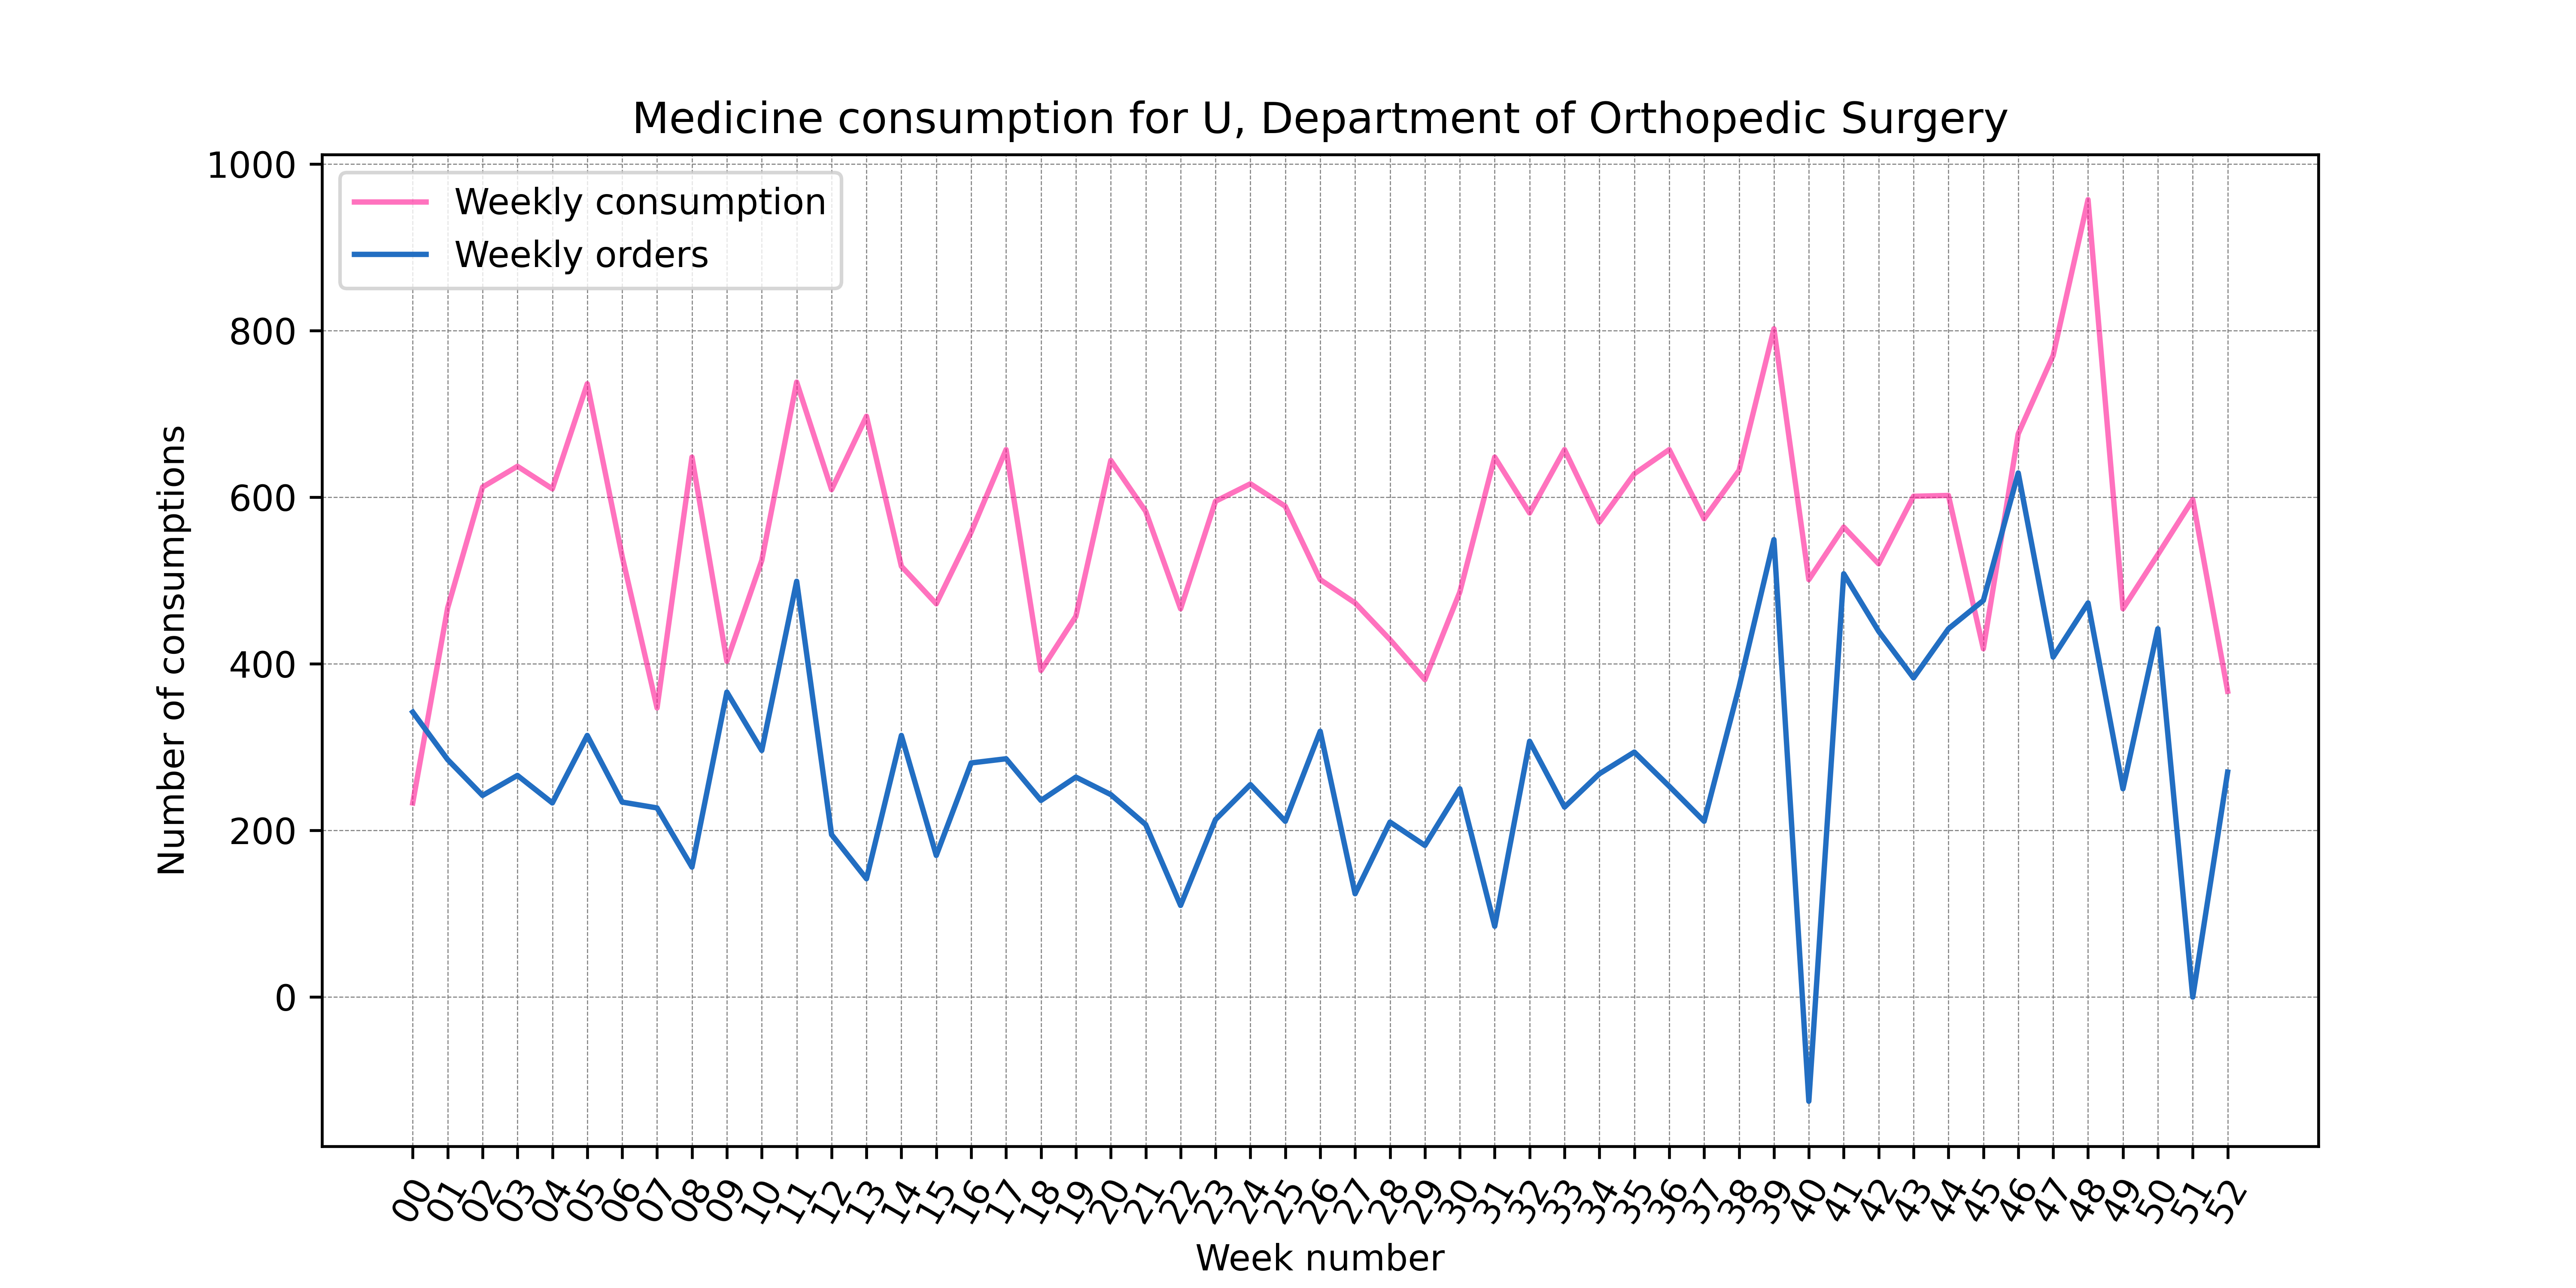 Medicine consumption for U, Department of Orthopedic Surgery
Weekly consumption
Weekly orders
Number of consumptions
1000
800
600
400
200
0
00 01 02 03 04 05 06 07 08 09 10 11 12 13 14 15 16 17 18 19 20 21 22 23 24 25 26 27 28 29 30 31 32 33 34 35 36 37 38 39 40 41 42 43 44 45 46 47 48 49 50 51 52
Week number